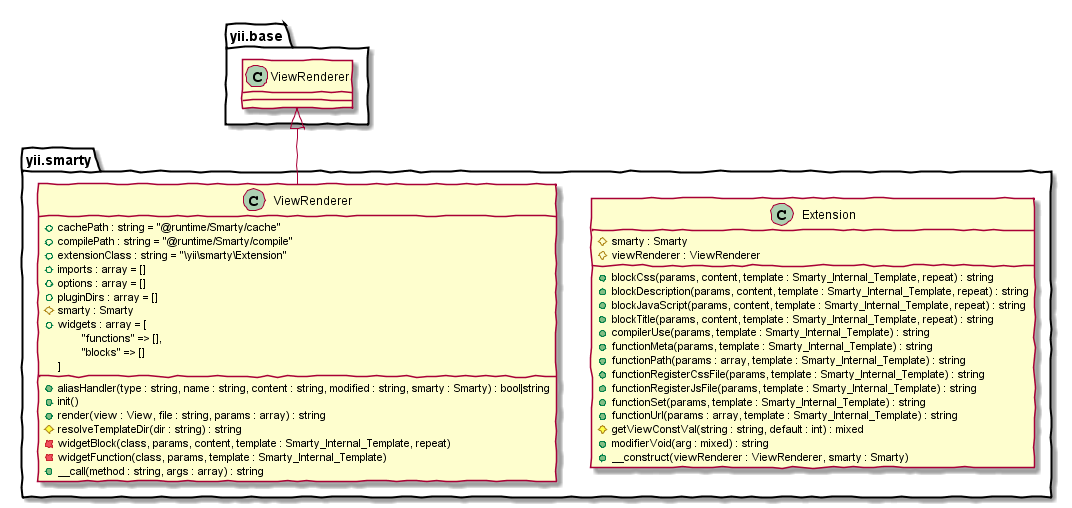 yii.base
C ViewRenderer
yii.smarty
C ViewRenderer
cachePath : string = "@runtime/Smarty/cache"
compilePath : string = "@runtime/Smarty/compile"
extensionClass : string = "\yii\smarty\Extension"
imports : array = []
options : array = []
pluginDirs : array = []
smarty : Smarty
widgets : array = [
"functions" => [],
"blocks" => []
]
aliasHandler(type : string, name : string, content : string, modified : string, smarty : Smarty) : bool|string
init()
render(view : View, file : string, params : array) : string
resolveTemplateDir(dir : string) : string
widgetBlock(class, params, content, template : Smarty_Internal_Template, repeat)
widgetFunction(class, params, template : Smarty_Internal_Template)
__call(method : string, args : array) : string
C Extension
smarty : Smarty
viewRenderer : ViewRenderer
blockCss(params, content, template : Smarty_Internal_Template, repeat) : string
blockDescription(params, content, template : Smarty_Internal_Template, repeat) : string
blockJavaScript(params, content, template : Smarty_Internal_Template, repeat) : string
blockTitle(params, content, template : Smarty_Internal_Template, repeat) : string
compilerUse(params, template : Smarty_Internal_Template) : string
functionMeta(params, template : Smarty_Internal_Template) : string
functionPath(params : array, template : Smarty_Internal_Template) : string
functionRegisterCssFile(params, template : Smarty_Internal_Template) : string
functionRegisterJsFile(params, template : Smarty_Internal_Template) : string
functionSet(params, template : Smarty_Internal_Template) : string
functionUrl(params : array, template : Smarty_Internal_Template) : string
getViewConstVal(string : string, default : int) : mixed
modifierVoid(arg : mixed) : string
__construct(viewRenderer : ViewRenderer, smarty : Smarty)